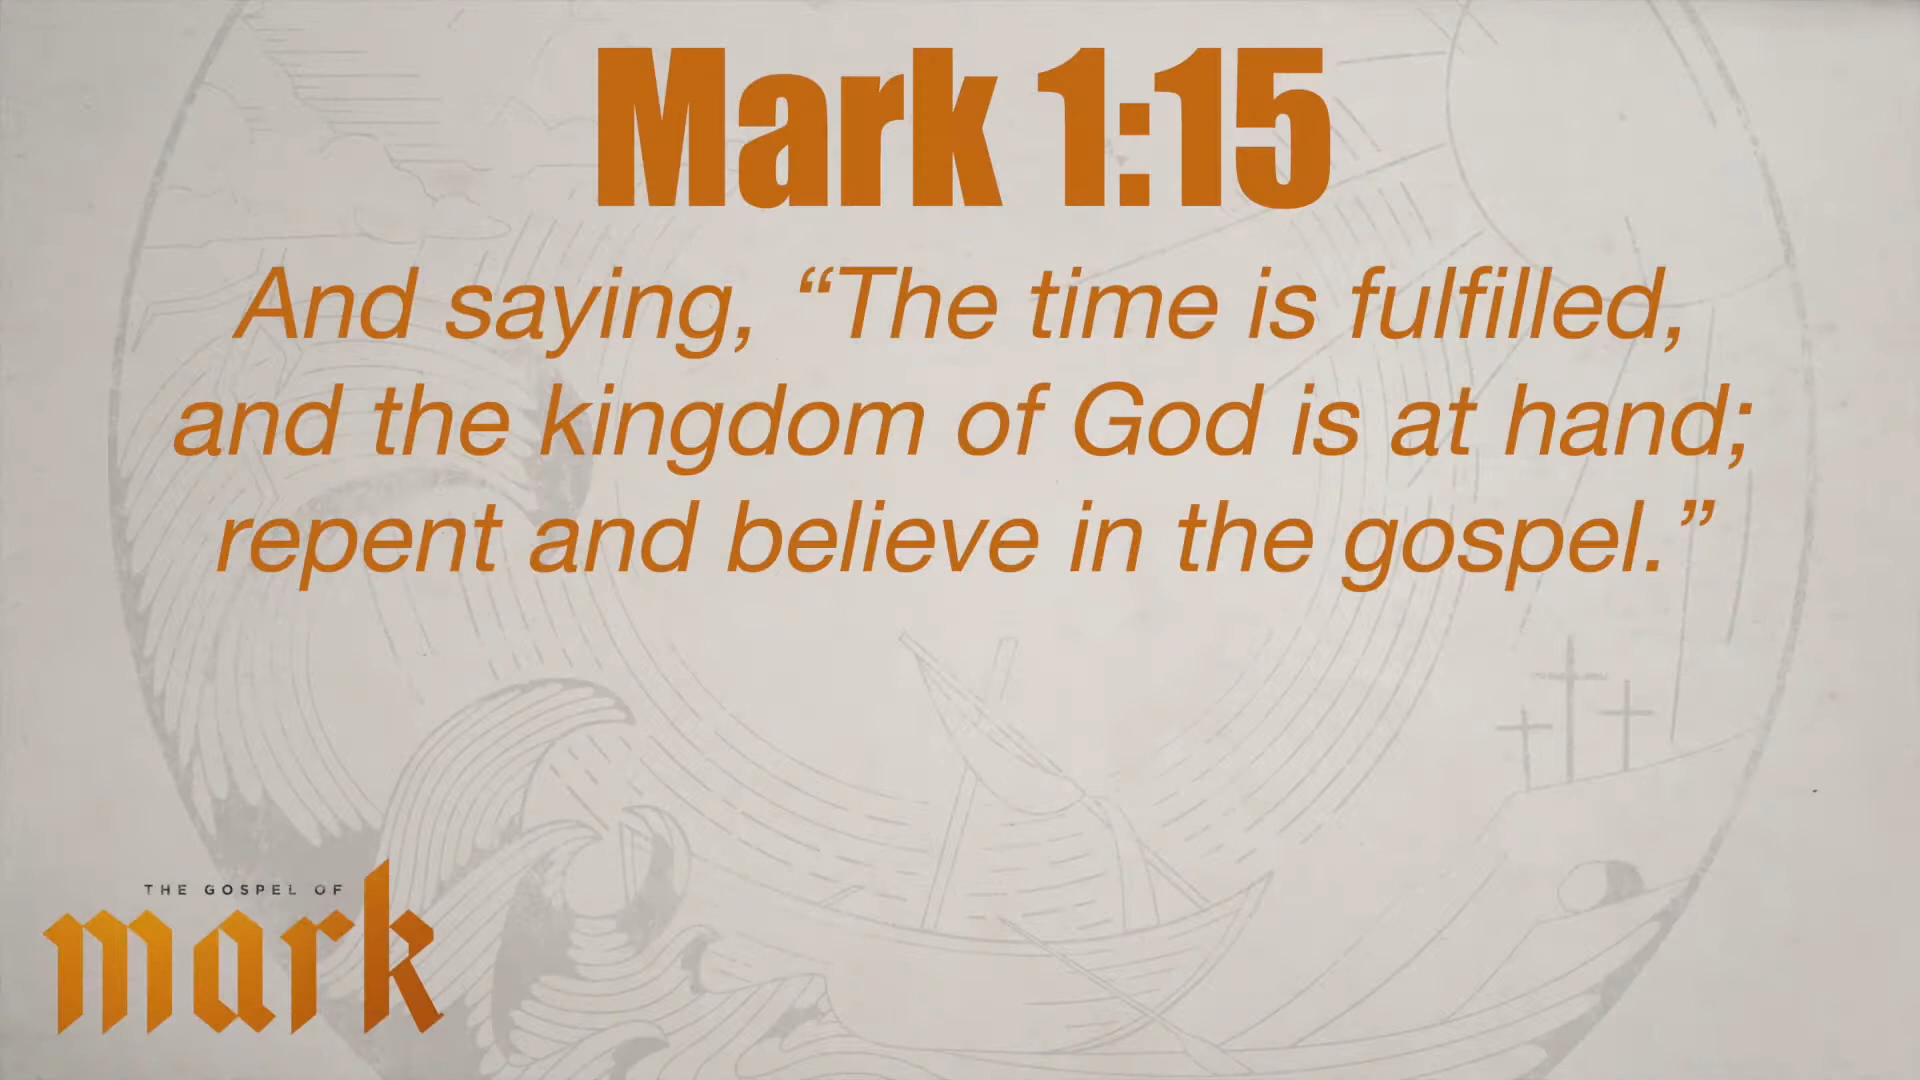 Mark 1:15
And saying, “The time is fulfilled,
and the kingdom of God is at hand;
repent and believe in the gospel.”
THE GOSPEL OF
mark